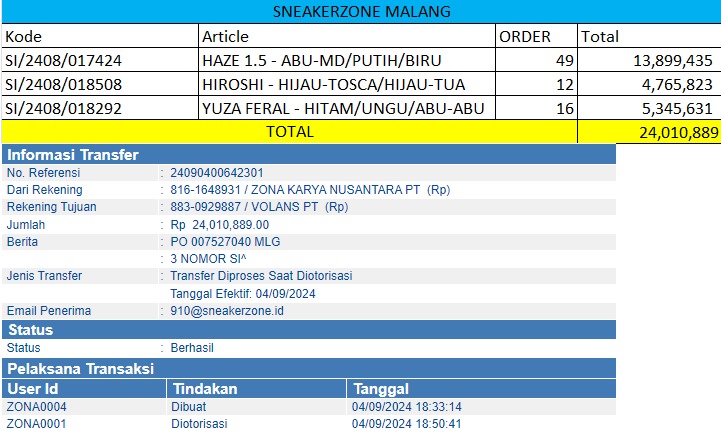 SNEAKERZONE MALANG
Kode Article ORDER Total
SI/2408/017424 HAZE 1.5 - ABU-MD/PUTIH/BIRU 49 13,899,435
SI/2408/018508 HIROSHI - HIJAU-TOSCA/HIJAU-TUA 12 4,765,823
SI/2408/018292 YUZA FERAL - HITAM/UNGU/ABU-ABU 16 5,345,631
TOTAL 24,010,889
Informasi Transfer
No. Referensi : 24090400642301
Dari Rekening : 816-1648931 / ZONA KARYA NUSANTARA PT (Rp)
Rekening Tujuan : 883-0929887 / VOLANS PT (Rp)
Jumlah : Rp 24,010,889.00
Berita : PO 007527040 MLG
: 3 NOMOR SI^
Jenis Transfer : Transfer Diproses Saat Diotorisasi
Tanggal Efektif: 04/09/2024
Email Penerima : 910@sneakerzone.id
Status
Status : Berhasil
Pelaksana Transaksi
User Id Tindakan Tanggal
ZONA0004 Dibuat 04/09/2024 18:33:14
ZONA0001 Diotorisasi 04/09/2024 18:50:41